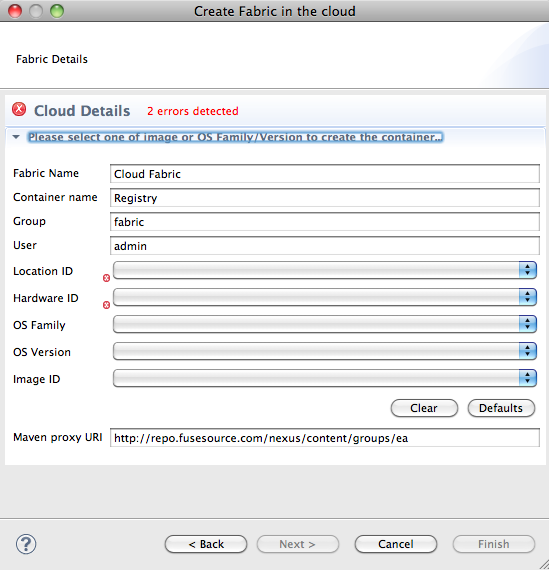 Create Fabric in the cloud
Fabric Details
Cloud Details 2 errors detected
Please select one of image or OS Family/Version to create the container...
Fabric Name Cloud Fabric
Container name Registry
Group fabric
User admin
Location ID
Hardware ID
OS Family
OS Version
Image ID
Clear Defaults
Maven proxy URI http://repo.fusesource.com/nexus/content/groups/ea
? < Back Next > Cancel Finish